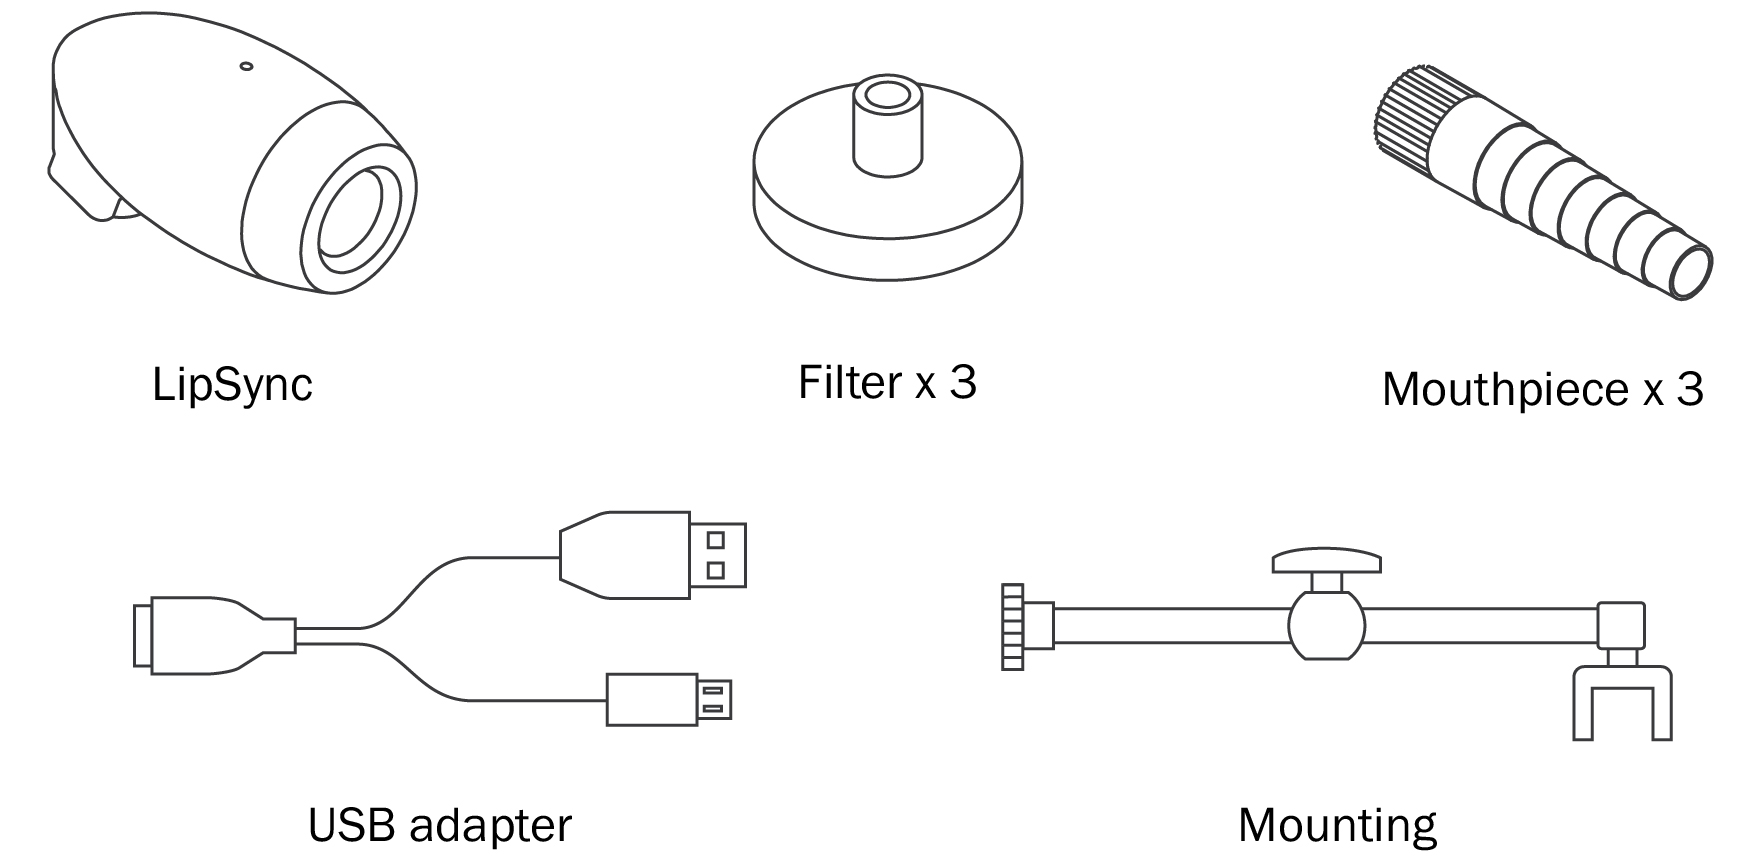 LipSync
Filter x 3
Mouthpiece x 3
USB adapter
Mounting